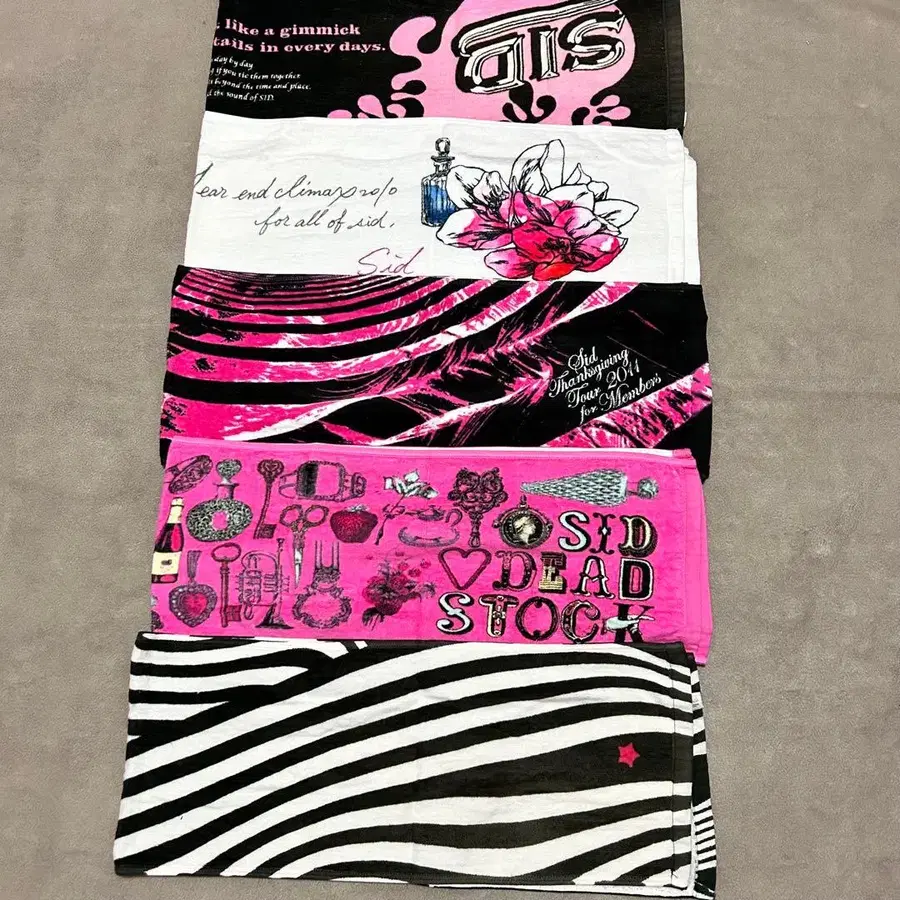 like a gimmick
tails in every days.
day by day
if you tie them together
beyond the time and place.
the sound of SID.
SID
year end climax 2010
for all of sid,
Sid
Sid
Thanksgiving
Tour 2011
for Member's
SID
DEAD
STOCK